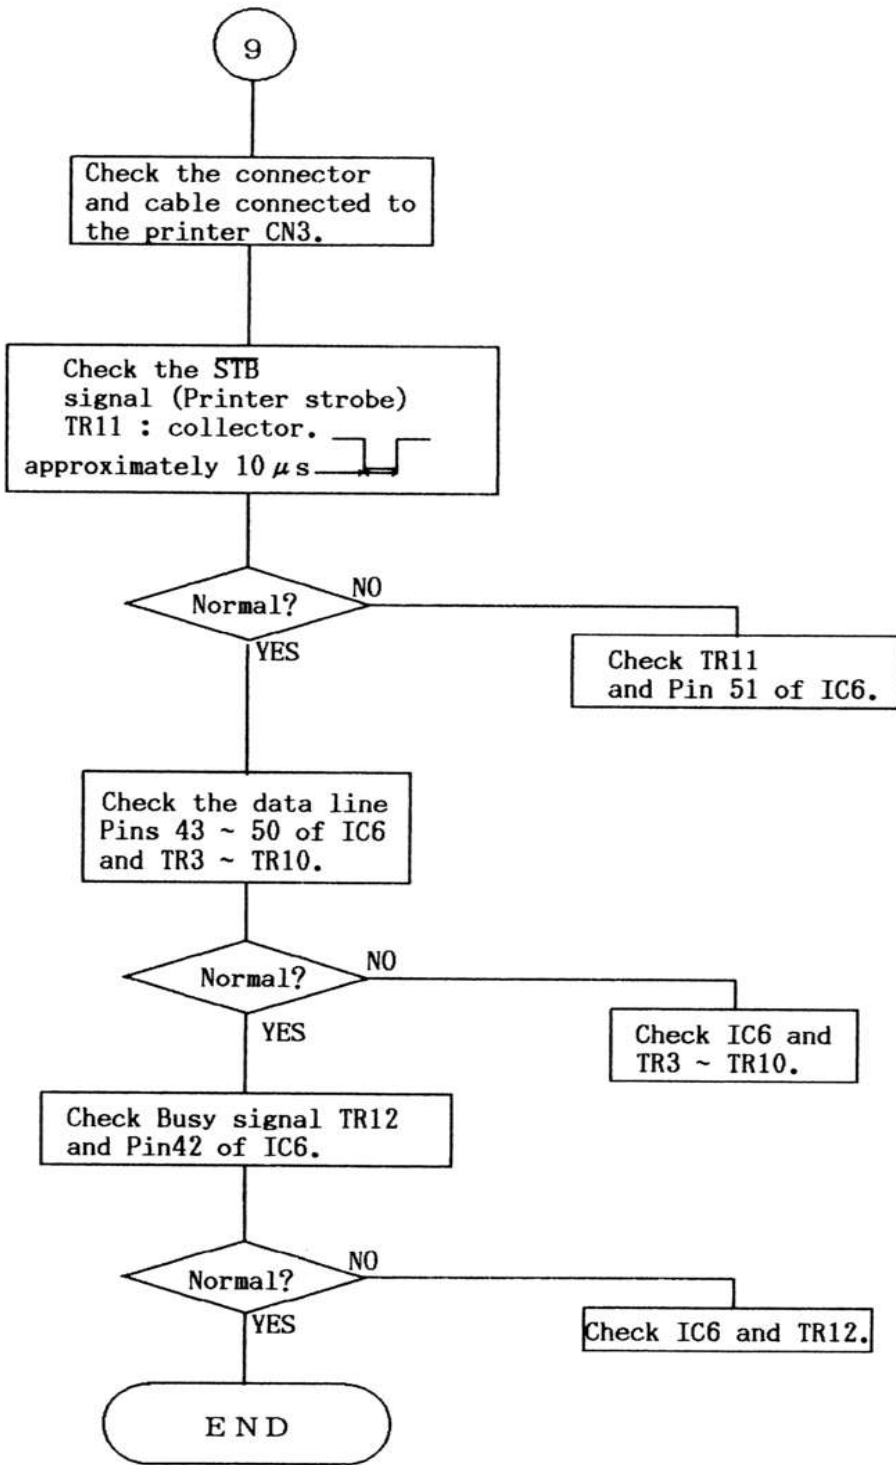 9
Check the connector
and cable connected to
the printer CN3.
Check the S̅T̅B̅
signal (Printer strobe)
TR11 : collector.
approximately 10 μs
Normal?
NO
YES
Check TR11
and Pin 51 of IC6.
Check the data line
Pins 43 ~ 50 of IC6
and TR3 ~ TR10.
Normal?
NO
YES
Check IC6 and
TR3 ~ TR10.
Check Busy signal TR12
and Pin42 of IC6.
Normal?
NO
YES
Check IC6 and TR12.
END